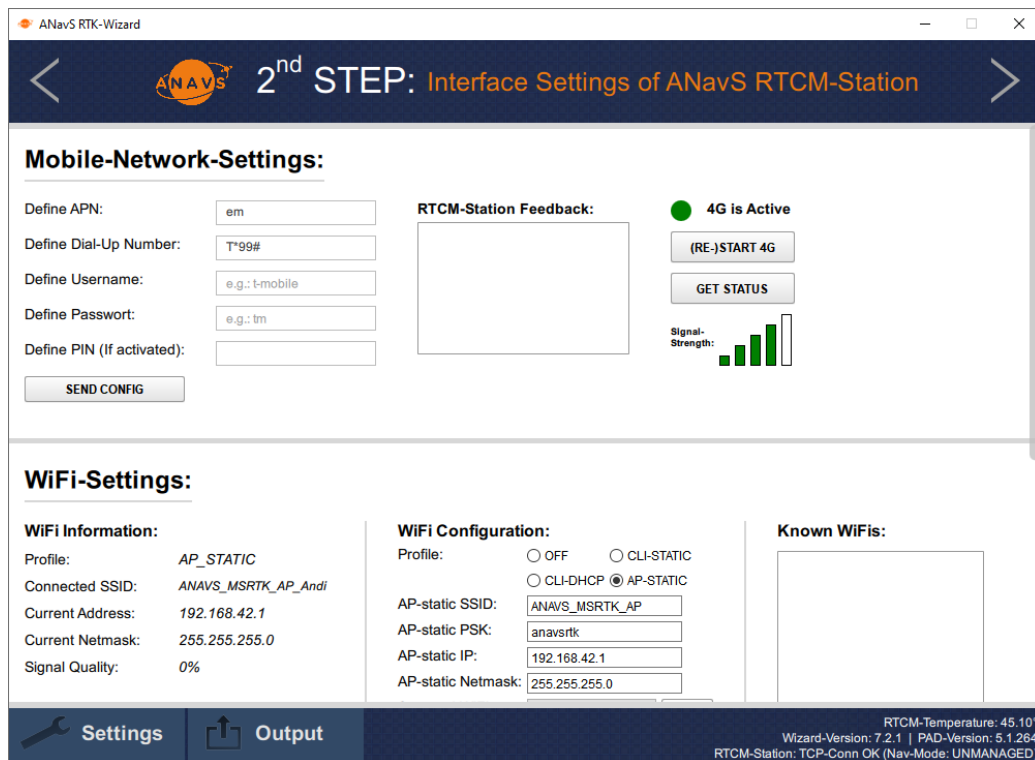 ANavS RTK-Wizard
ANAVS
2nd STEP: Interface Settings of ANavS RTCM-Station
Mobile-Network-Settings:
Define APN:
em
Define Dial-Up Number:
T*99#
Define Username:
e.g.: t-mobile
Define Passwort:
e.g.: tm
Define PIN (If activated):
SEND CONFIG
RTCM-Station Feedback:
4G is Active
(RE-)START 4G
GET STATUS
Signal-
Strength:
WiFi-Settings:
WiFi Information:
Profile: AP_STATIC
Connected SSID: ANAVS_MSRTK_AP_Andi
Current Address: 192.168.42.1
Current Netmask: 255.255.255.0
Signal Quality: 0%
WiFi Configuration:
Profile:
OFF CLI-STATIC
CLI-DHCP AP-STATIC
AP-static SSID: ANAVS_MSRTK_AP
AP-static PSK: anavsrtk
AP-static IP: 192.168.42.1
AP-static Netmask: 255.255.255.0
Known WiFis:
Settings
Output
RTCM-Temperature: 45.10°
Wizard-Version: 7.2.1 | PAD-Version: 5.1.264
RTCM-Station: TCP-Conn OK (Nav-Mode: UNMANAGED)